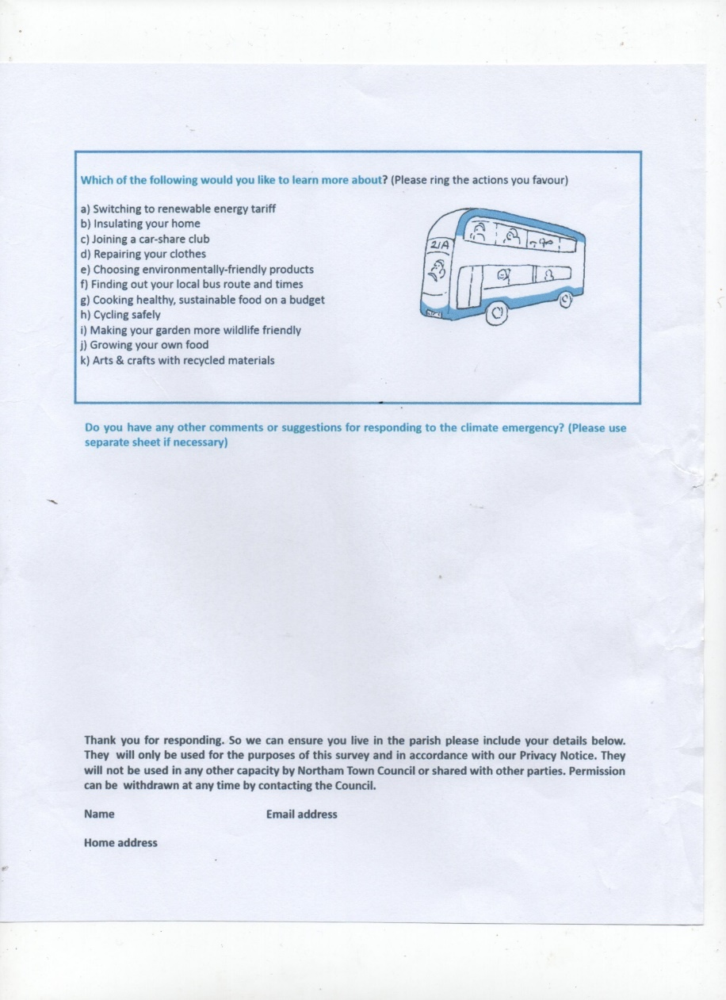 Which of the following would you like to learn more about? (Please ring the actions you favour)
a) Switching to renewable energy tariff
b) Insulating your home
c) Joining a car-share club
d) Repairing your clothes
e) Choosing environmentally-friendly products
f) Finding out your local bus route and times
g) Cooking healthy, sustainable food on a budget
h) Cycling safely
i) Making your garden more wildlife friendly
j) Growing your own food
k) Arts & crafts with recycled materials
21A
Do you have any other comments or suggestions for responding to the climate emergency? (Please use
separate sheet if necessary)
Thank you for responding. So we can ensure you live in the parish please include your details below.
They will only be used for the purposes of this survey and in accordance with our Privacy Notice. They
will not be used in any other capacity by Northam Town Council or shared with other parties. Permission
can be withdrawn at any time by contacting the Council.
Name Email address
Home address